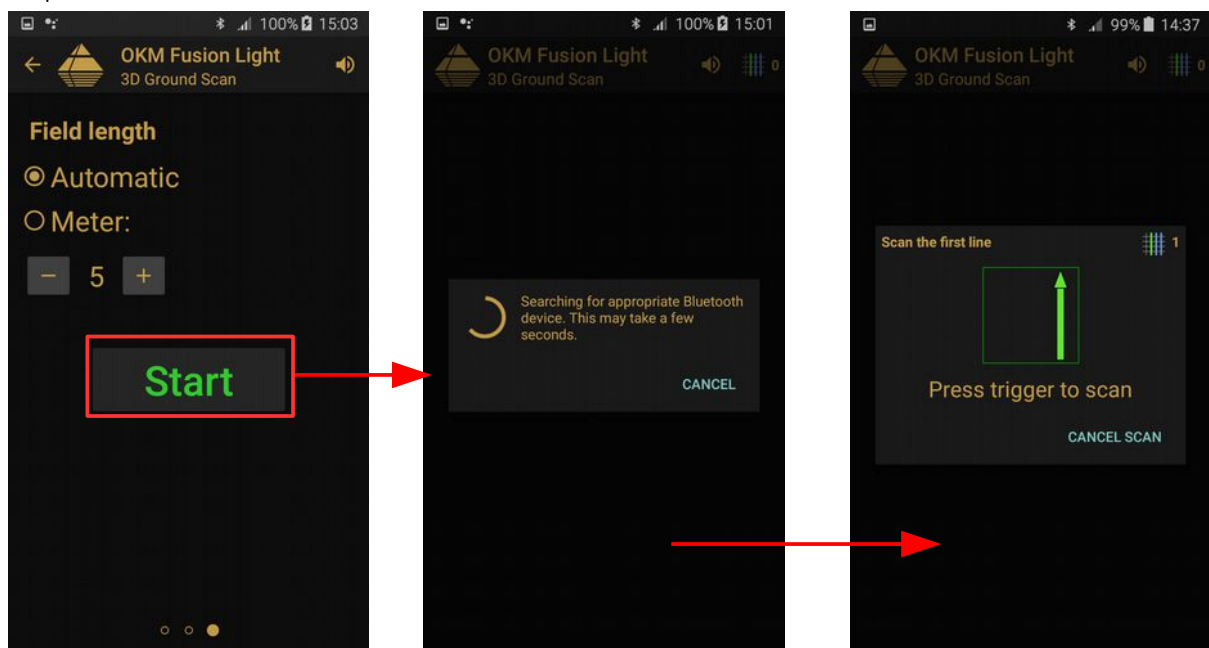 100% 15:03
OKM Fusion Light
3D Ground Scan
Field length
Automatic
Meter:
− 5 +
Start
100% 15:01
OKM Fusion Light
3D Ground Scan
0
Searching for appropriate Bluetooth
device. This may take a few
seconds.
CANCEL
99% 14:37
OKM Fusion Light
3D Ground Scan
0
Scan the first line
1
Press trigger to scan
CANCEL SCAN